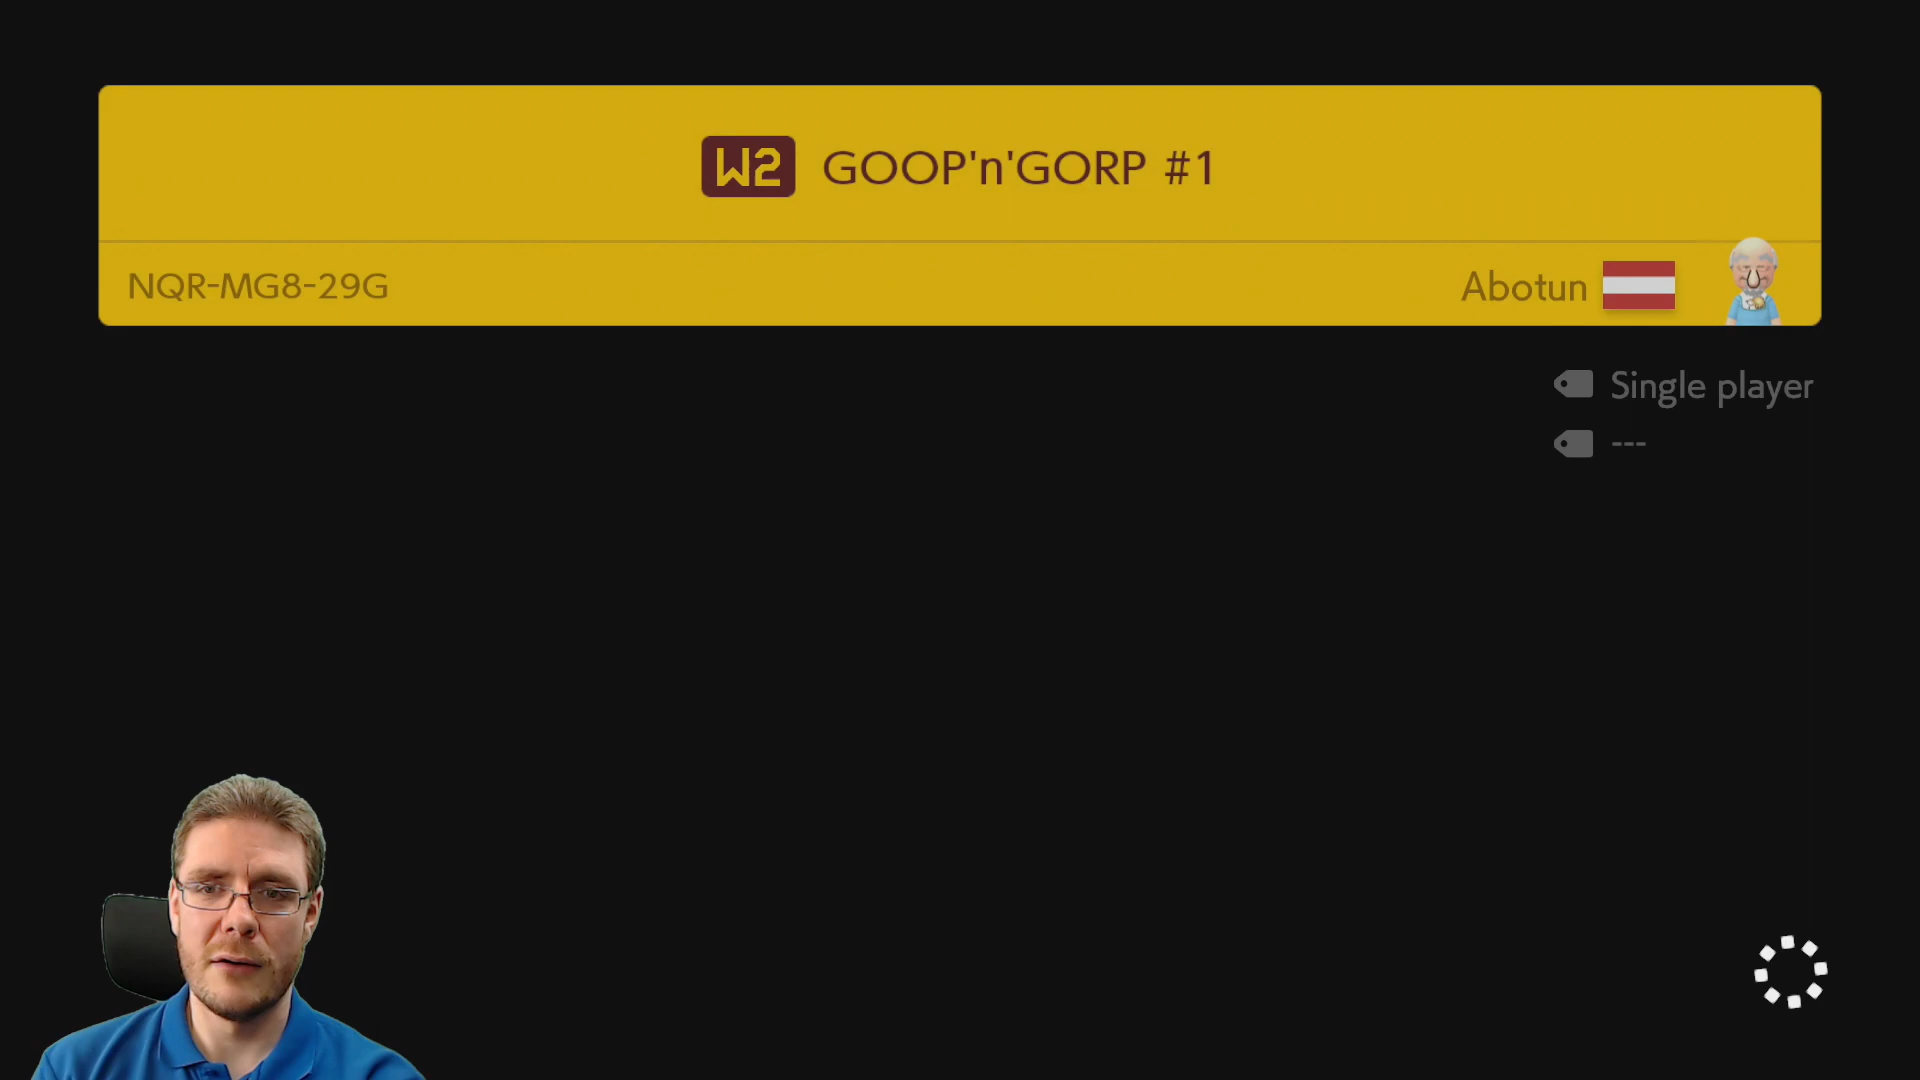 W2 GOOP'n'GORP #1
NQR-MG8-29G
Abotun
Single player
---